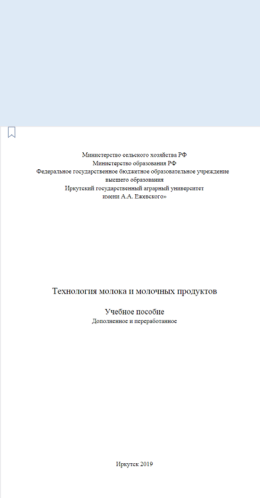 Министерство сельского хозяйства РФ
Министерство образования РФ
Федеральное государственное бюджетное образовательное учреждение
высшего образования
Иркутский государственный аграрный университет
имени А.А. Ежевского»
Технология молока и молочных продуктов
Учебное пособие
Дополненное и переработанное
Иркутск 2019